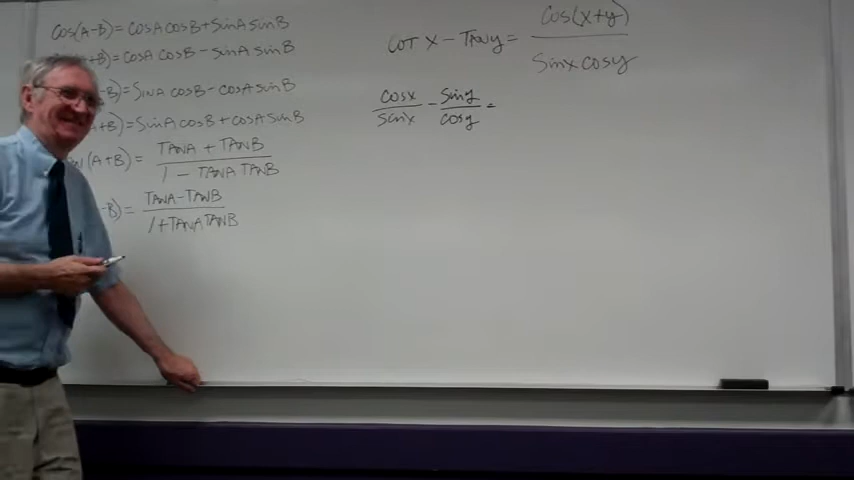 COS(A-B) = COSA COSB + SINA SINB
+B) = COSA COSB - SINA SINB
-B) = SINA COSB - COSA SINB
+B) = SINA COSB + COSA SINB
(A+B) = TANA + TANB
1 - TANA TANB
-B) = TANA - TANB
1 + TANA TANB
COT X - TANy = COS(X+y)
SINX COSy
COSX - SINy =
SINX COSy